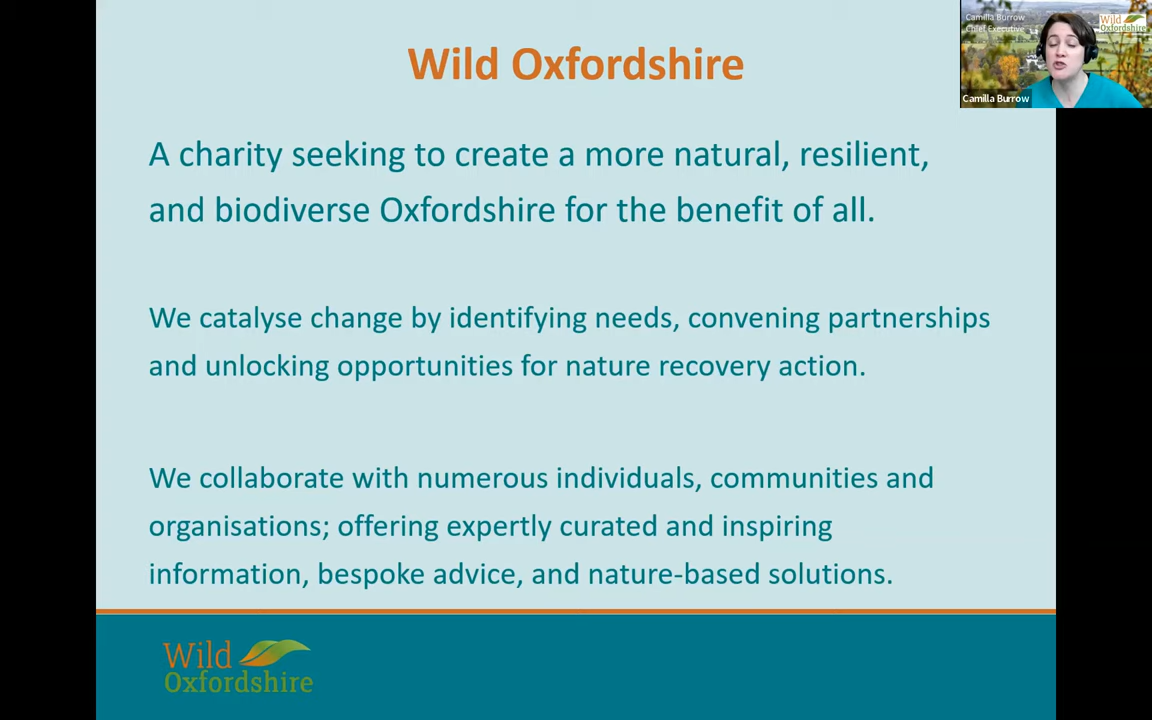 Wild Oxfordshire
Camilla Burrow
Chief Executive
Wild
Oxfordshire
Camilla Burrow
A charity seeking to create a more natural, resilient,
and biodiverse Oxfordshire for the benefit of all.
We catalyse change by identifying needs, convening partnerships
and unlocking opportunities for nature recovery action.
We collaborate with numerous individuals, communities and
organisations; offering expertly curated and inspiring
information, bespoke advice, and nature-based solutions.
Wild
Oxfordshire